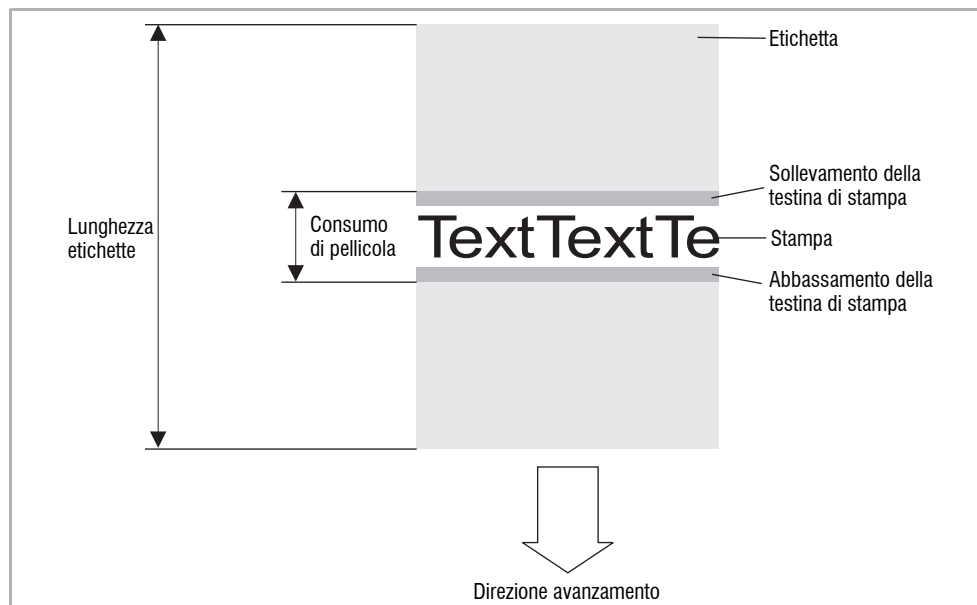 Etichetta
Sollevamento della
testina di stampa
Lunghezza
etichette
Consumo
di pellicola
TextTextTe
Stampa
Abbassamento della
testina di stampa
Direzione avanzamento